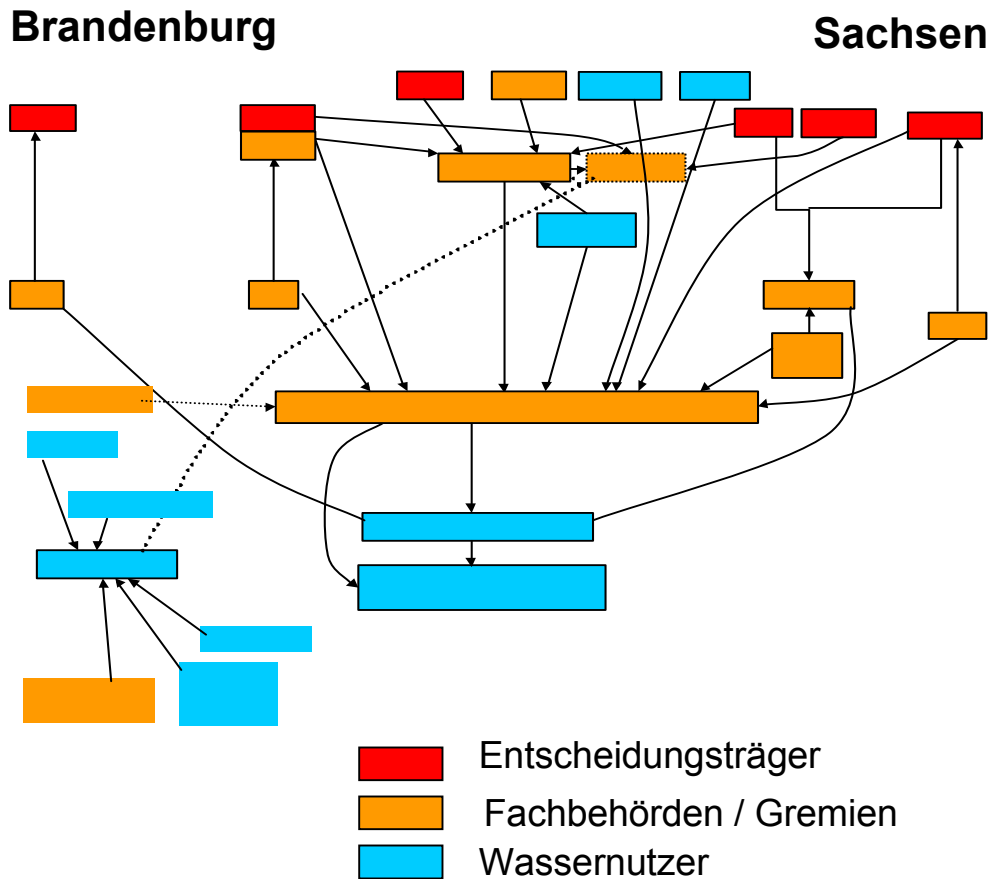 Brandenburg
Sachsen
Entscheidungsträger
Fachbehörden / Gremien
Wassernutzer